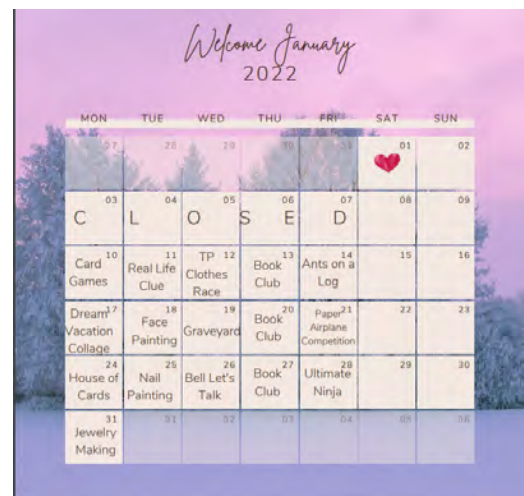 Welcome January
2022
MON TUE WED THU FRI SAT SUN
27 28 29 30 31 01 02
03 04 05 06 07 08 09
C L O S E D
10 11 12 13 14 15 16
Card Games
Real Life Clue
TP Clothes Race
Book Club
Ants on a Log
17 18 19 20 21 22 23
Dream Vacation Collage
Face Painting
Graveyard
Book Club
Paper Airplane Competition
24 25 26 27 28 29 30
House of Cards
Nail Painting
Bell Let's Talk
Book Club
Ultimate Ninja
31 01 02 03 04 05 06
Jewelry Making